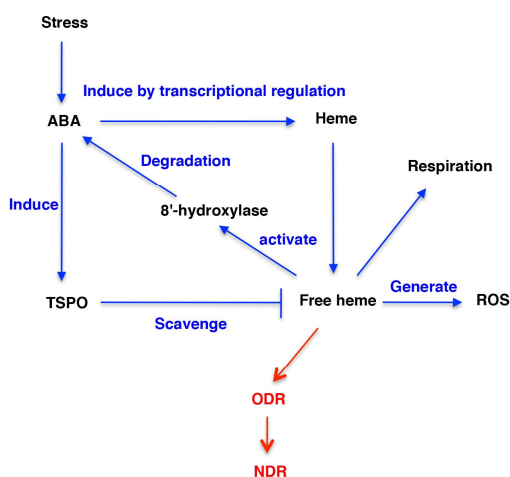 Stress
Induce by transcriptional regulation
ABA
Heme
Degradation
Respiration
Induce
8'-hydroxylase
activate
Generate
TSPO
Free heme
ROS
Scavenge
ODR
NDR